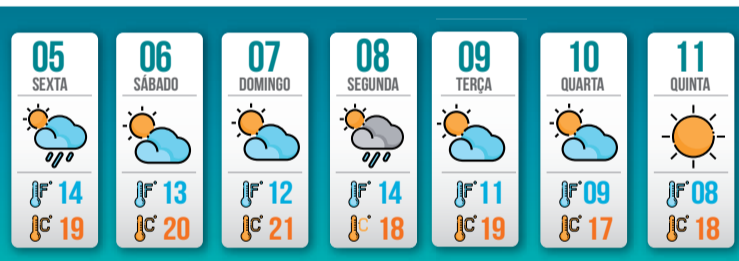 05
SEXTA
F° 14
C° 19
06
SÁBADO
F° 13
C° 20
07
DOMINGO
F° 12
C° 21
08
SEGUNDA
F° 14
C° 18
09
TERÇA
F° 11
C° 19
10
QUARTA
F° 09
C° 17
11
QUINTA
F° 08
C° 18